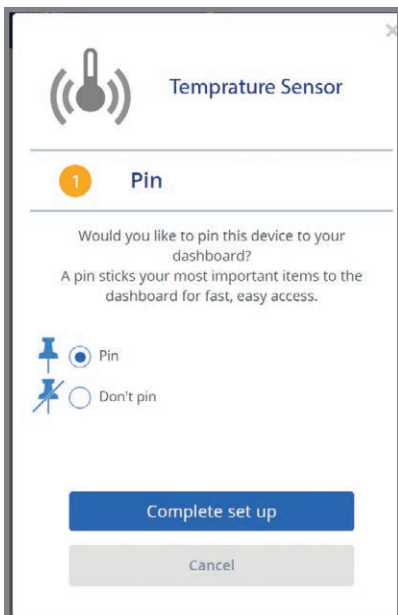 Temprature Sensor
1 Pin
Would you like to pin this device to your
dashboard?
A pin sticks your most important items to the
dashboard for fast, easy access.
Pin
Don't pin
Complete set up
Cancel